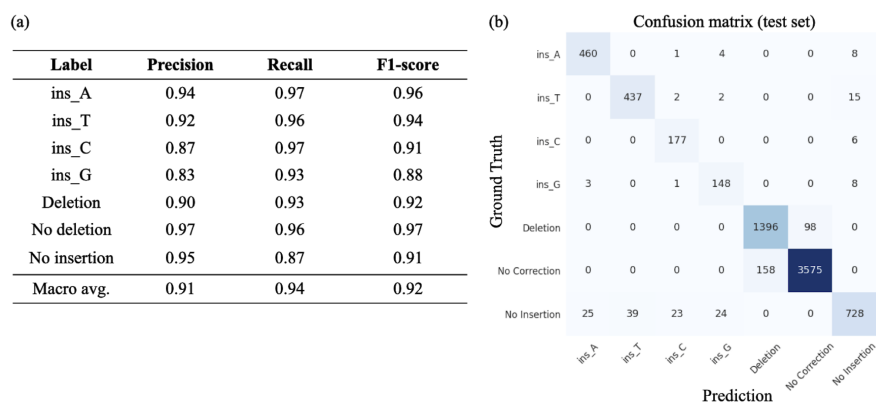 (a)
Label Precision Recall F1-score
ins_A 0.94 0.97 0.96
ins_T 0.92 0.96 0.94
ins_C 0.87 0.97 0.91
ins_G 0.83 0.93 0.88
Deletion 0.90 0.93 0.92
No deletion 0.97 0.96 0.97
No insertion 0.95 0.87 0.91
Macro avg. 0.91 0.94 0.92
(b)
Confusion matrix (test set)
Ground Truth
ins_A 460 0 1 4 0 0 8
ins_T 0 437 2 2 0 0 15
ins_C 0 0 177 0 0 0 6
ins_G 3 0 1 148 0 0 8
Deletion 0 0 0 0 1396 98 0
No Correction 0 0 0 0 158 3575 0
No Insertion 25 39 23 24 0 0 728
ins_A ins_T ins_C ins_G Deletion No Correction No Insertion
Prediction